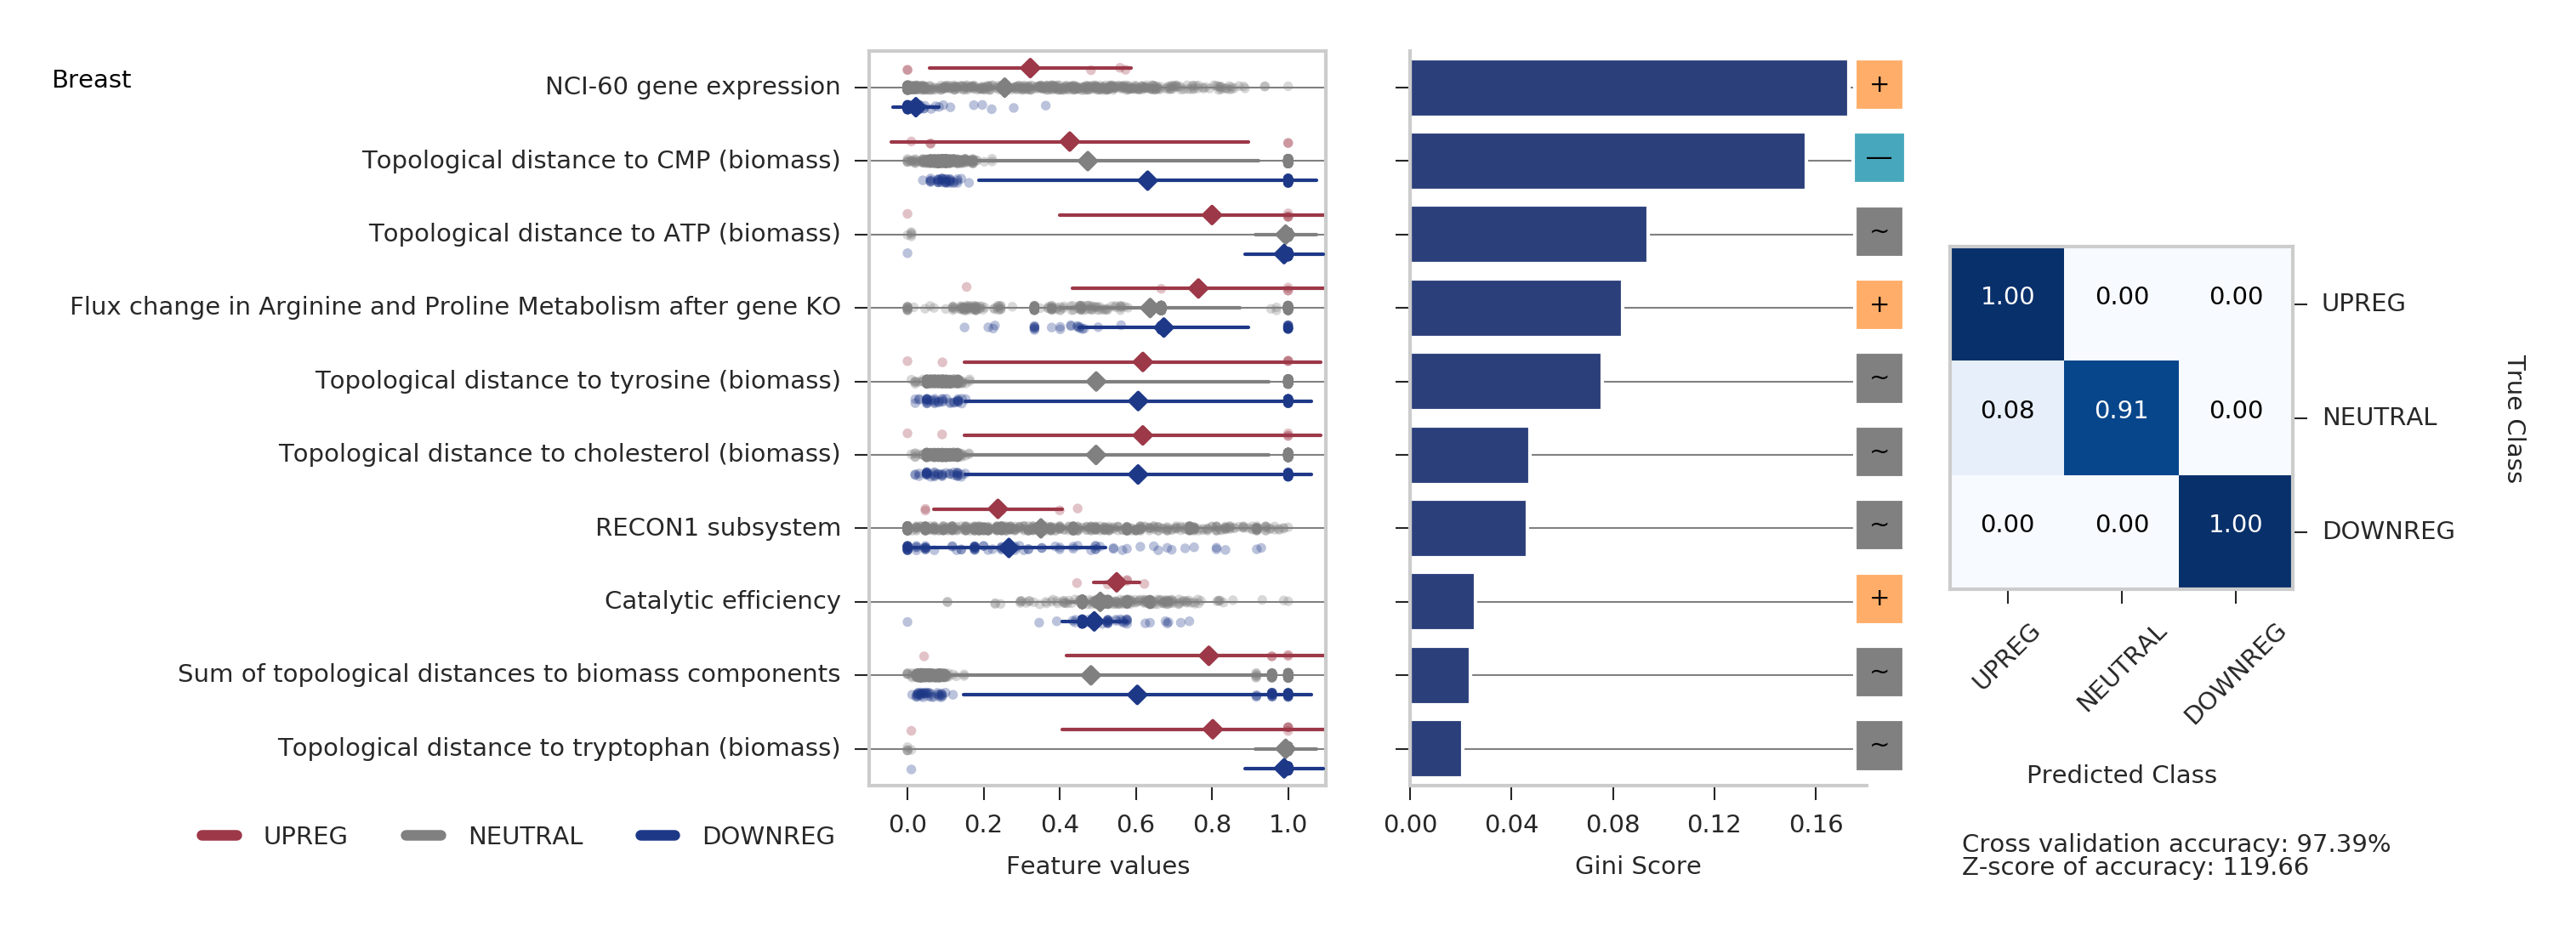 Breast
NCI-60 gene expression
Topological distance to CMP (biomass)
Topological distance to ATP (biomass)
Flux change in Arginine and Proline Metabolism after gene KO
Topological distance to tyrosine (biomass)
Topological distance to cholesterol (biomass)
RECON1 subsystem
Catalytic efficiency
Sum of topological distances to biomass components
Topological distance to tryptophan (biomass)
UPREG NEUTRAL DOWNREG
0.0 0.2 0.4 0.6 0.8 1.0
Feature values
+
—
~
+
~
~
~
+
~
~
0.00 0.04 0.08 0.12 0.16
Gini Score
1.00 0.00 0.00 UPREG
0.08 0.91 0.00 NEUTRAL
0.00 0.00 1.00 DOWNREG
True Class
UPREG NEUTRAL DOWNREG
Predicted Class
Cross validation accuracy: 97.39%
Z-score of accuracy: 119.66